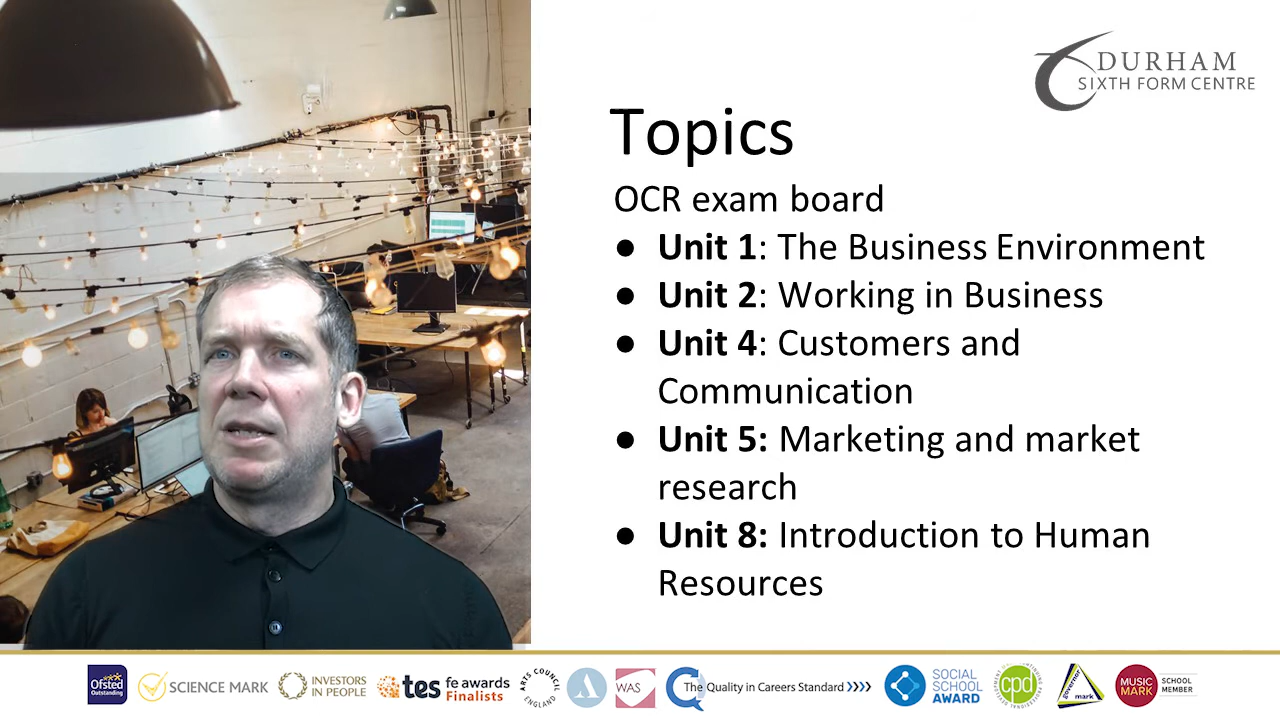 DURHAM
SIXTH FORM CENTRE
Topics
OCR exam board
● Unit 1: The Business Environment
● Unit 2: Working in Business
● Unit 4: Customers and
Communication
● Unit 5: Marketing and market
research
● Unit 8: Introduction to Human
Resources
Ofsted
Outstanding
SCIENCE MARK
INVESTORS
IN PEOPLE
tes fe awards
Finalists
ARTS COUNCIL
ENGLAND
WAS
The Quality in Careers Standard
SOCIAL
SCHOOL
AWARD
cpd
governor
mark
MUSIC
MARK
SCHOOL
MEMBER